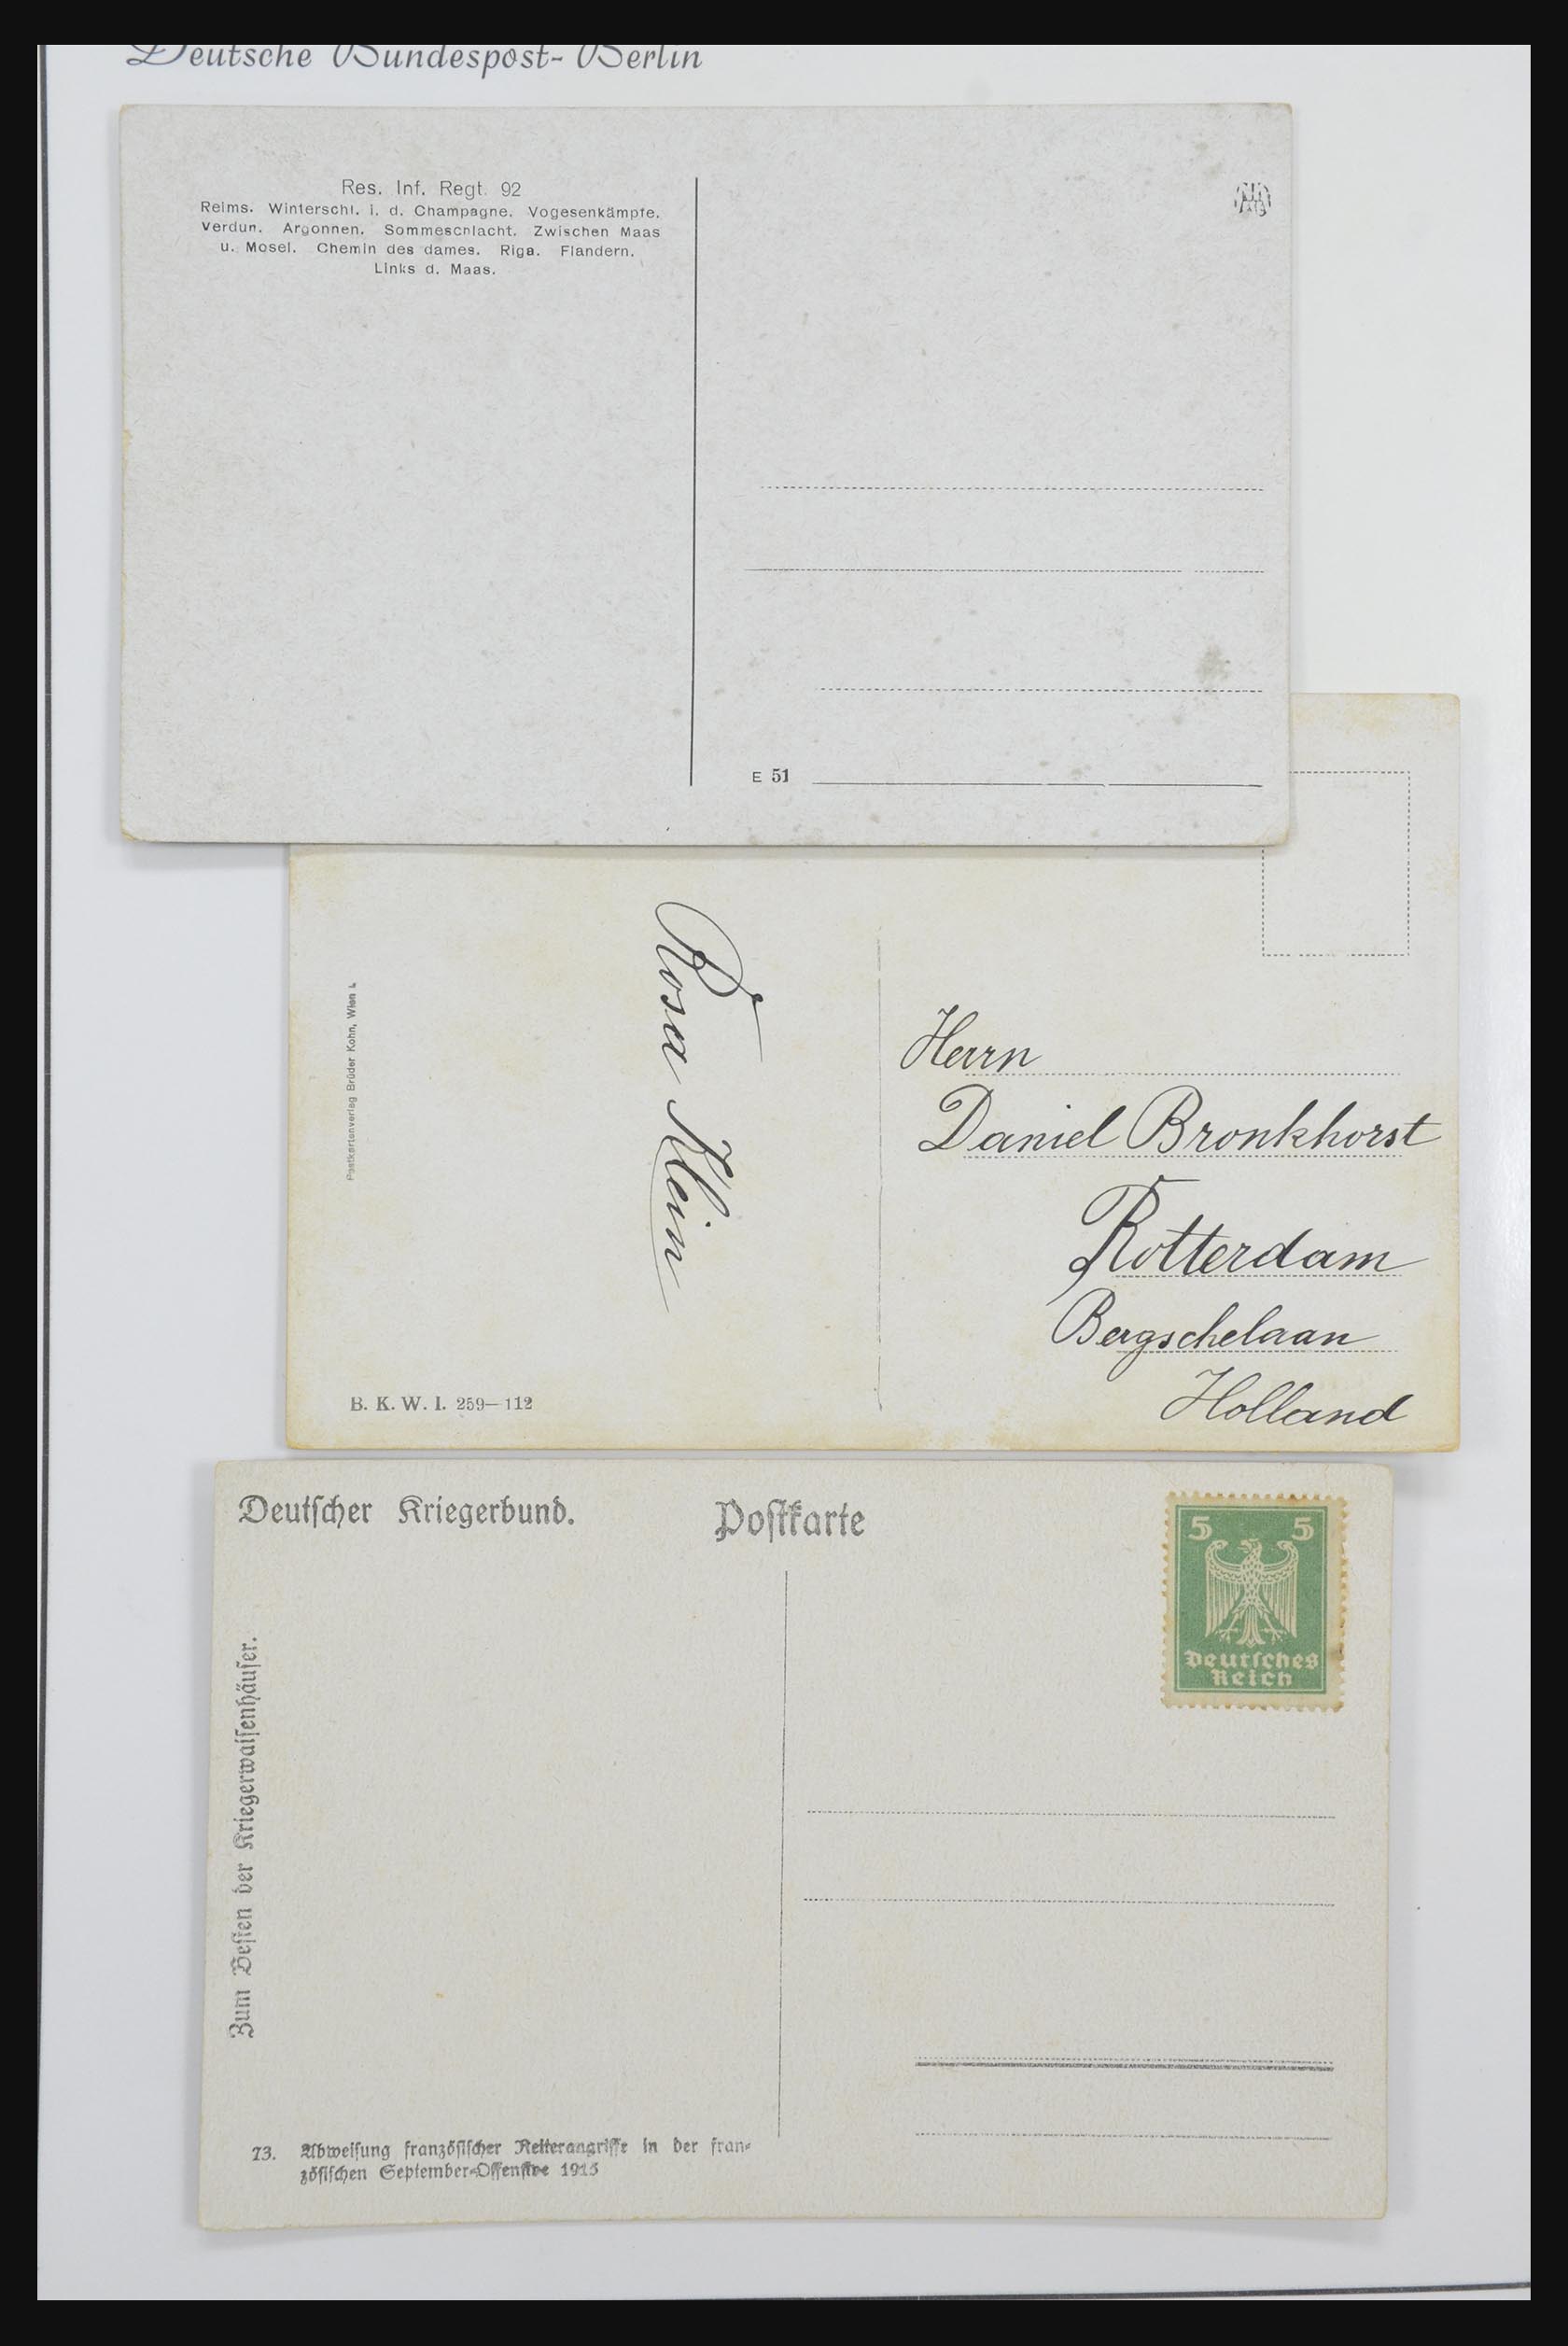 Deutsche Bundespost-Berlin
Res. Inf. Regt. 92
Reims. Winterschl. i. d. Champagne. Vogesenkämpfe.
Verdun. Argonnen. Sommeschlacht. Zwischen Maas
u. Mosel. Chemin des dames. Riga. Flandern.
Links d. Maas.
E 51
Postkartenverlag Brüder Kohn, Wien I.
Rosa Klein
B. K. W. I. 259—112
Herrn
Daniel Bronkhorst
Rotterdam
Bergschelaan
Holland
Deutſcher Kriegerbund.
Poſtkarte
5 5
Deutſches
Reich
Zum Beſten der Kriegerwaiſenhäuſer.
73. Abweiſung franzöſiſcher Reiterangriffe in der fran-
zöſiſchen September-Offenſive 1915